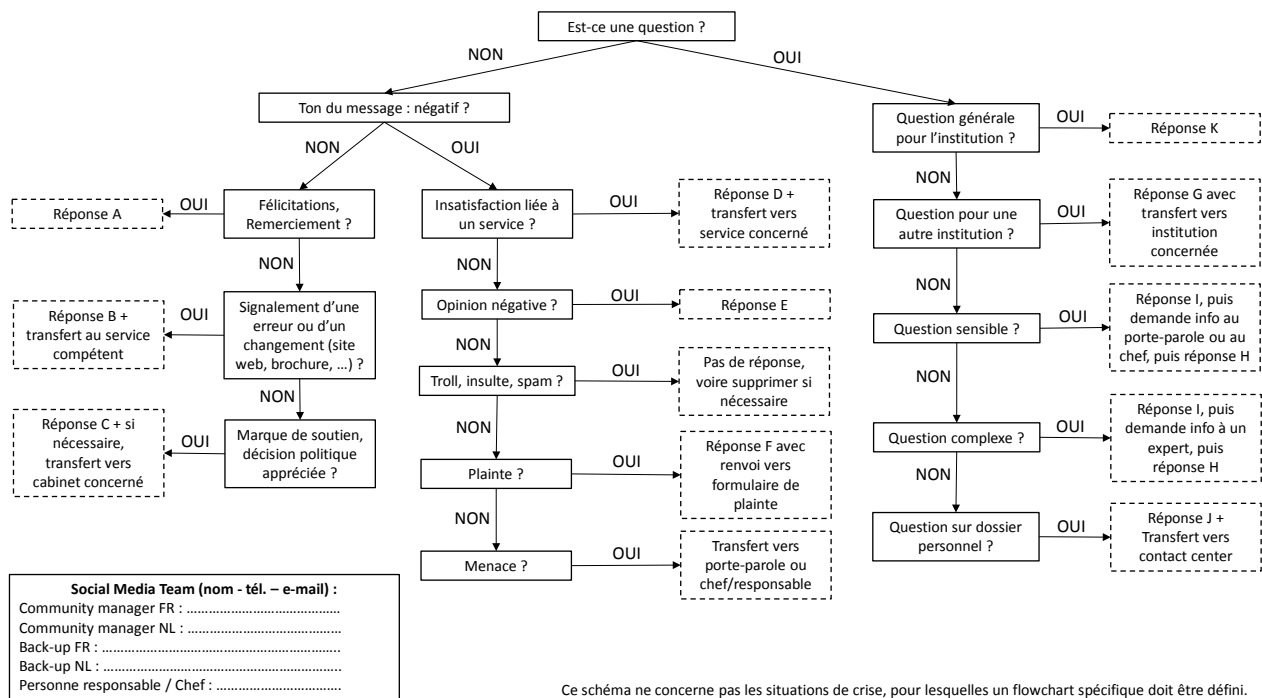 Est-ce une question ?
NON
OUI
Ton du message : négatif ?
NON
OUI
Félicitations,
Remerciement ?
OUI
Réponse A
NON
Signalement d'une
erreur ou d'un
changement (site
web, brochure, …) ?
OUI
Réponse B +
transfert au service
compétent
NON
Marque de soutien,
décision politique
appréciée ?
OUI
Réponse C + si
nécessaire,
transfert vers
cabinet concerné
Insatisfaction liée à
un service ?
OUI
Réponse D +
transfert vers
service concerné
NON
Opinion négative ?
OUI
Réponse E
NON
Troll, insulte, spam ?
OUI
Pas de réponse,
voire supprimer si
nécessaire
NON
Plainte ?
OUI
Réponse F avec
renvoi vers
formulaire de
plainte
NON
Menace ?
OUI
Transfert vers
porte-parole ou
chef/responsable
Question générale
pour l'institution ?
OUI
Réponse K
NON
Question pour une
autre institution ?
OUI
Réponse G avec
transfert vers
institution
concernée
NON
Question sensible ?
OUI
Réponse I, puis
demande info au
porte-parole ou au
chef, puis réponse H
NON
Question complexe ?
OUI
Réponse I, puis
demande info à un
expert, puis
réponse H
NON
Question sur dossier
personnel ?
OUI
Réponse J +
Transfert vers
contact center
Social Media Team (nom - tél. – e-mail) :
Community manager FR : ……………………………………
Community manager NL : ……………………………………
Back-up FR : …………………………………………………………..
Back-up NL : …………………………………………………………..
Personne responsable / Chef : ……………………………..
Ce schéma ne concerne pas les situations de crise, pour lesquelles un flowchart spécifique doit être défini.